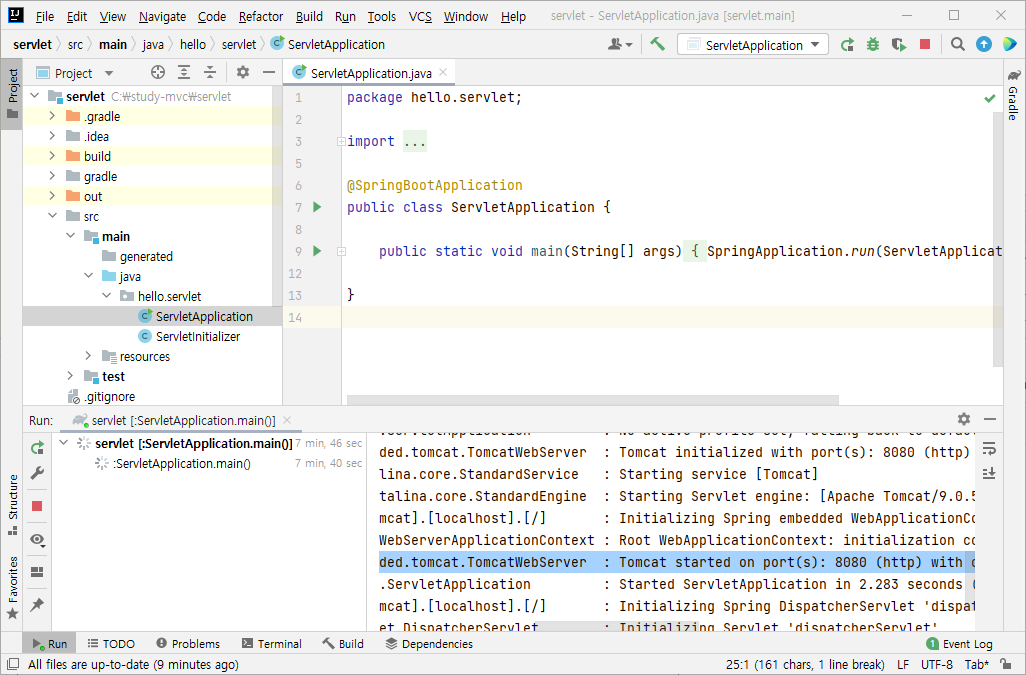 File Edit View Navigate Code Refactor Build Run Tools VCS Window Help servlet - ServletApplication.java [servlet.main]
servlet src main java hello servlet ServletApplication
ServletApplication
Project
ServletApplication.java
Project
Gradle
servlet C:₩study-mvc₩servlet
.gradle
.idea
build
gradle
out
src
main
generated
java
hello.servlet
ServletApplication
ServletInitializer
resources
test
.gitignore
1 package hello.servlet;
2
3 import ...
5
6 @SpringBootApplication
7 public class ServletApplication {
8
9 public static void main(String[] args) { SpringApplication.run(ServletApplicat
12
13 }
14
Run: servlet [:ServletApplication.main()]
servlet [:ServletApplication.main()] 7 min, 46 sec
:ServletApplication.main() 7 min, 40 sec
Structure
Favorites
.ServletApplication : No active profile set, falling back to defau
ded.tomcat.TomcatWebServer : Tomcat initialized with port(s): 8080 (http)
lina.core.StandardService : Starting service [Tomcat]
talina.core.StandardEngine : Starting Servlet engine: [Apache Tomcat/9.0.5
mcat].[localhost].[/] : Initializing Spring embedded WebApplicationCo
WebServerApplicationContext : Root WebApplicationContext: initialization co
ded.tomcat.TomcatWebServer : Tomcat started on port(s): 8080 (http) with c
.ServletApplication : Started ServletApplication in 2.283 seconds (
mcat].[localhost].[/] : Initializing Spring DispatcherServlet 'dispat
et.DispatcherServlet : Initializing Servlet 'dispatcherServlet'
Run TODO Problems Terminal Build Dependencies 1 Event Log
All files are up-to-date (9 minutes ago) 25:1 (161 chars, 1 line break) LF UTF-8 Tab*